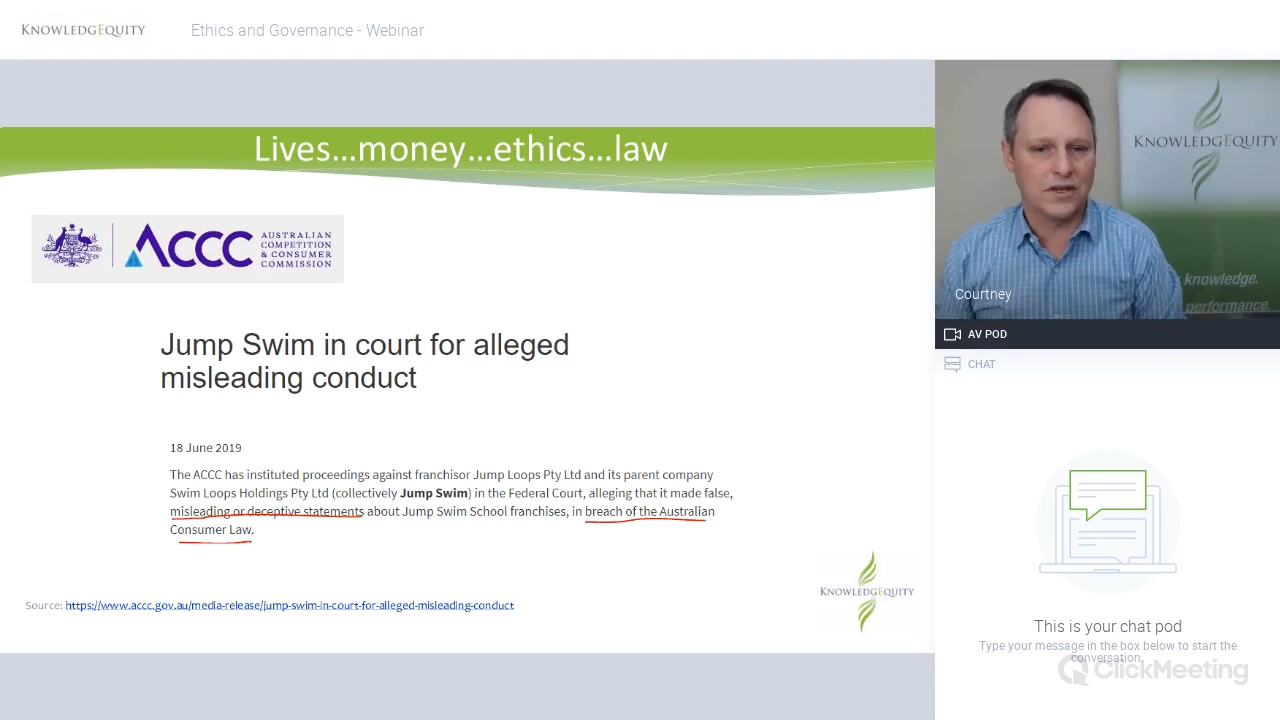 KNOWLEDGEQUITY
Ethics and Governance - Webinar
Lives...money...ethics...law
ACCC
AUSTRALIAN
COMPETITION
& CONSUMER
COMMISSION
Jump Swim in court for alleged
misleading conduct
18 June 2019
The ACCC has instituted proceedings against franchisor Jump Loops Pty Ltd and its parent company
Swim Loops Holdings Pty Ltd (collectively Jump Swim) in the Federal Court, alleging that it made false,
misleading or deceptive statements about Jump Swim School franchises, in breach of the Australian
Consumer Law.
Source: https://www.accc.gov.au/media-release/jump-swim-in-court-for-alleged-misleading-conduct
KNOWLEDGEQUITY
KNOWLEDGEQUITY
knowledge.
performance.
Courtney
AV POD
CHAT
This is your chat pod
Type your message in the box below to start the
conversation.
ClickMeeting